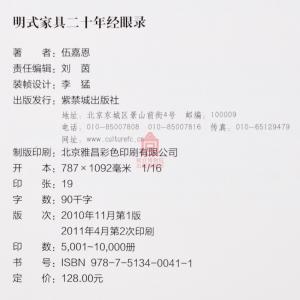 明式家具二十年经眼录
著　　者：伍嘉恩
责任编辑：刘　茵
装帧设计：李　猛
出版发行：紫禁城出版社
地址：北京东城区景山前街4号　邮编：100009
电话：010-85007808　010-85007816　传真：010-65129479
网址：www.culturefc.cn
制版印刷：北京雅昌彩色印刷有限公司
开　　本：787×1092毫米　1/16
印　　张：19
字　　数：90千字
版　　次：2010年11月第1版
2011年4月第2次印刷
印　　数：5,001~10,000册
书　　号：ISBN 978-7-5134-0041-1
定　　价：128.00元